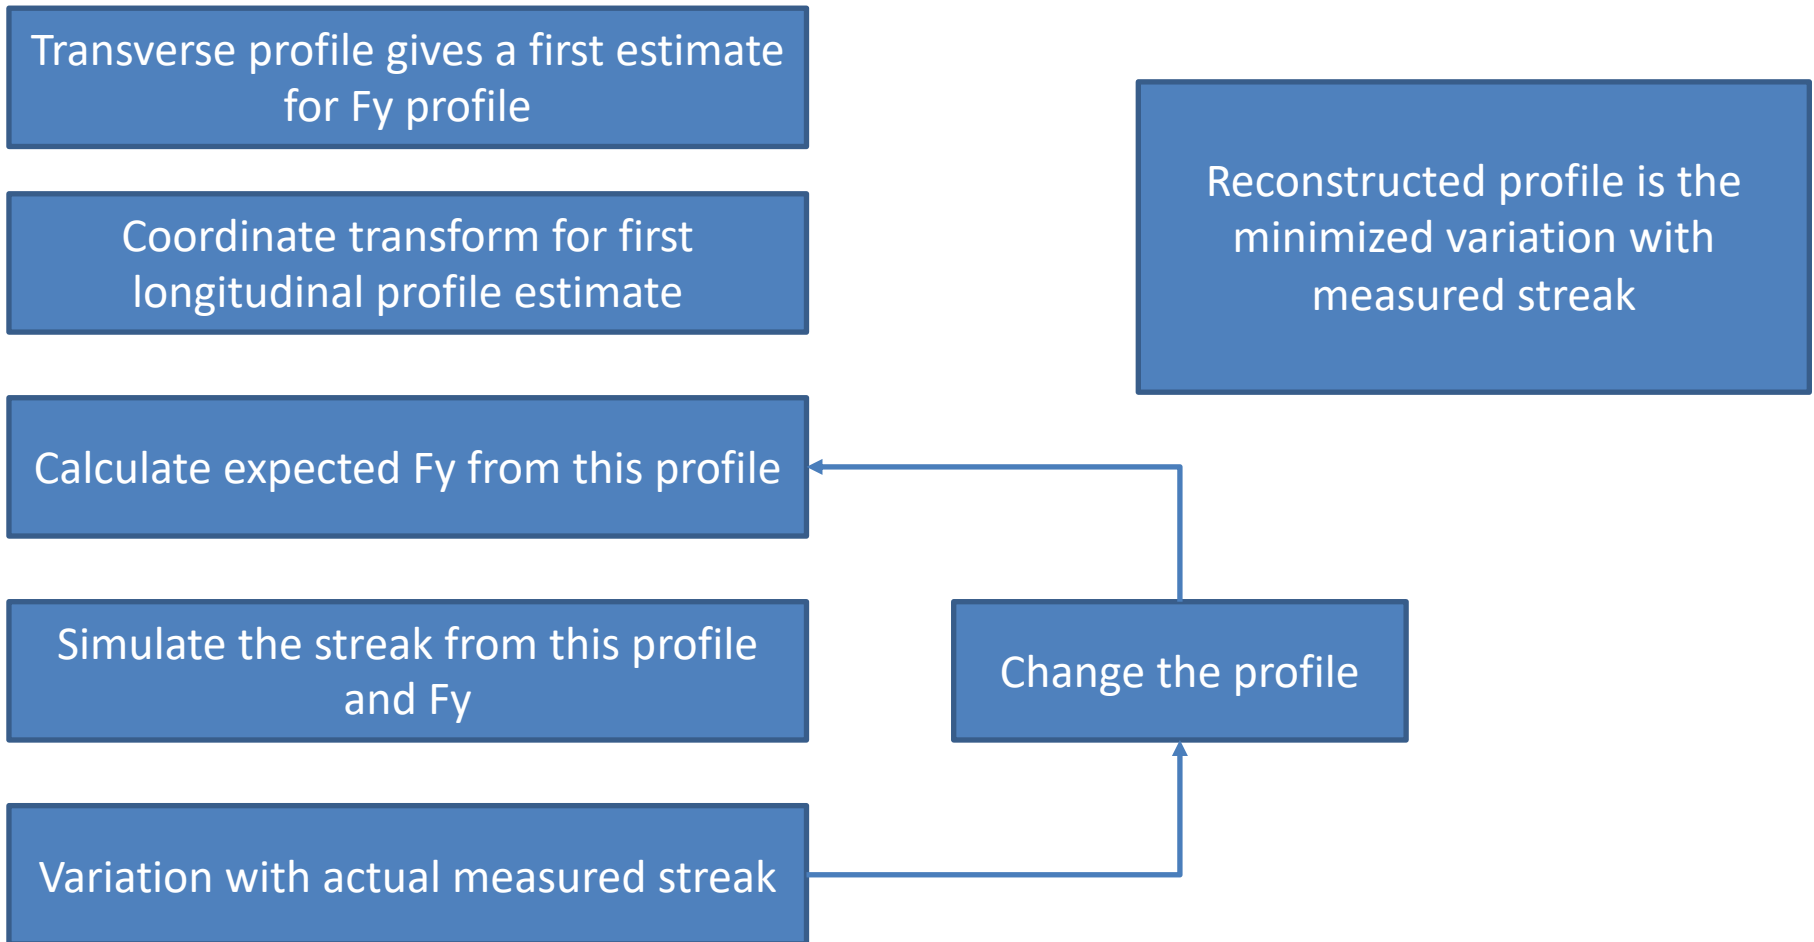 Transverse profile gives a first estimate
for Fy profile
Coordinate transform for first
longitudinal profile estimate
Calculate expected Fy from this profile
Simulate the streak from this profile
and Fy
Variation with actual measured streak
Change the profile
Reconstructed profile is the
minimized variation with
measured streak